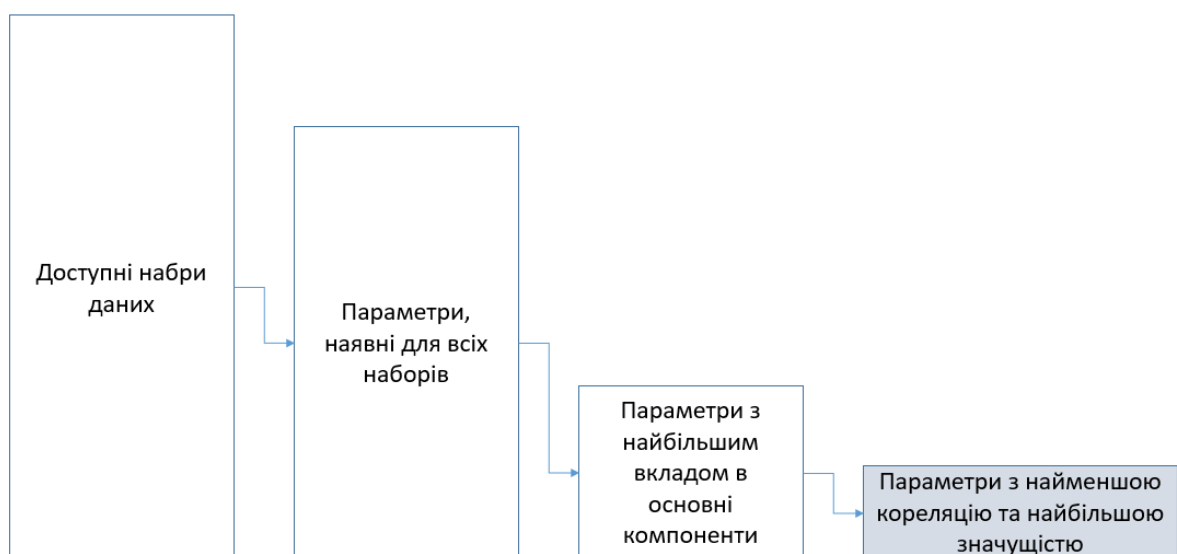 Доступні набри
даних
Параметри,
наявні для всіх
наборів
Параметри з
найбільшим
вкладом в
основні
компоненти
Параметри з найменшою
кореляцію та найбільшою
значущістю